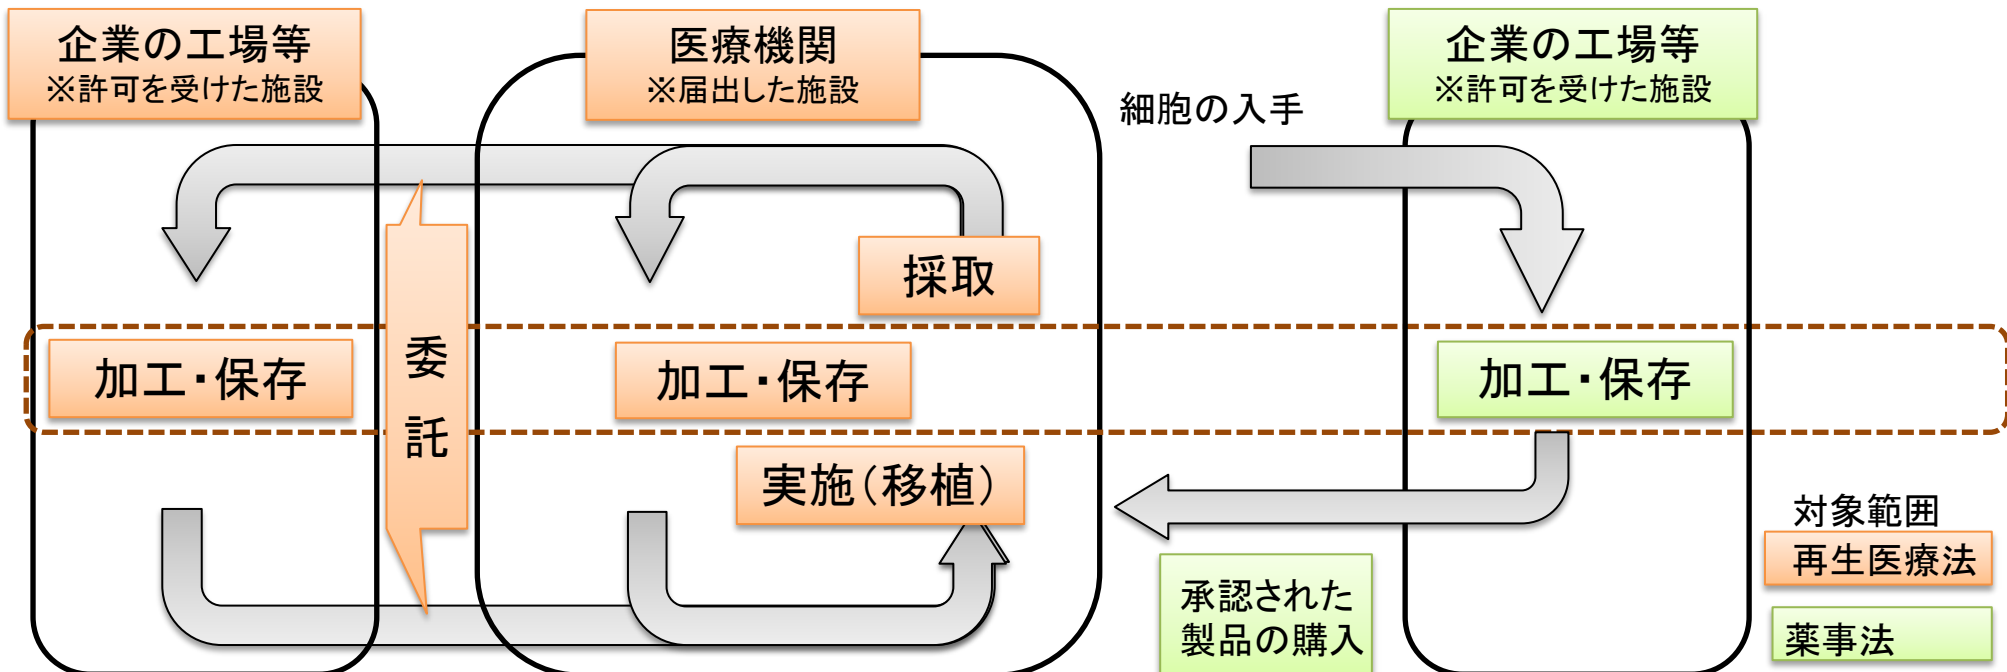 企業の工場等
※許可を受けた施設
医療機関
※届出した施設
細胞の入手
企業の工場等
※許可を受けた施設
採取
委託
加工・保存
加工・保存
加工・保存
実施(移植)
承認された
製品の購入
対象範囲
再生医療法
薬事法